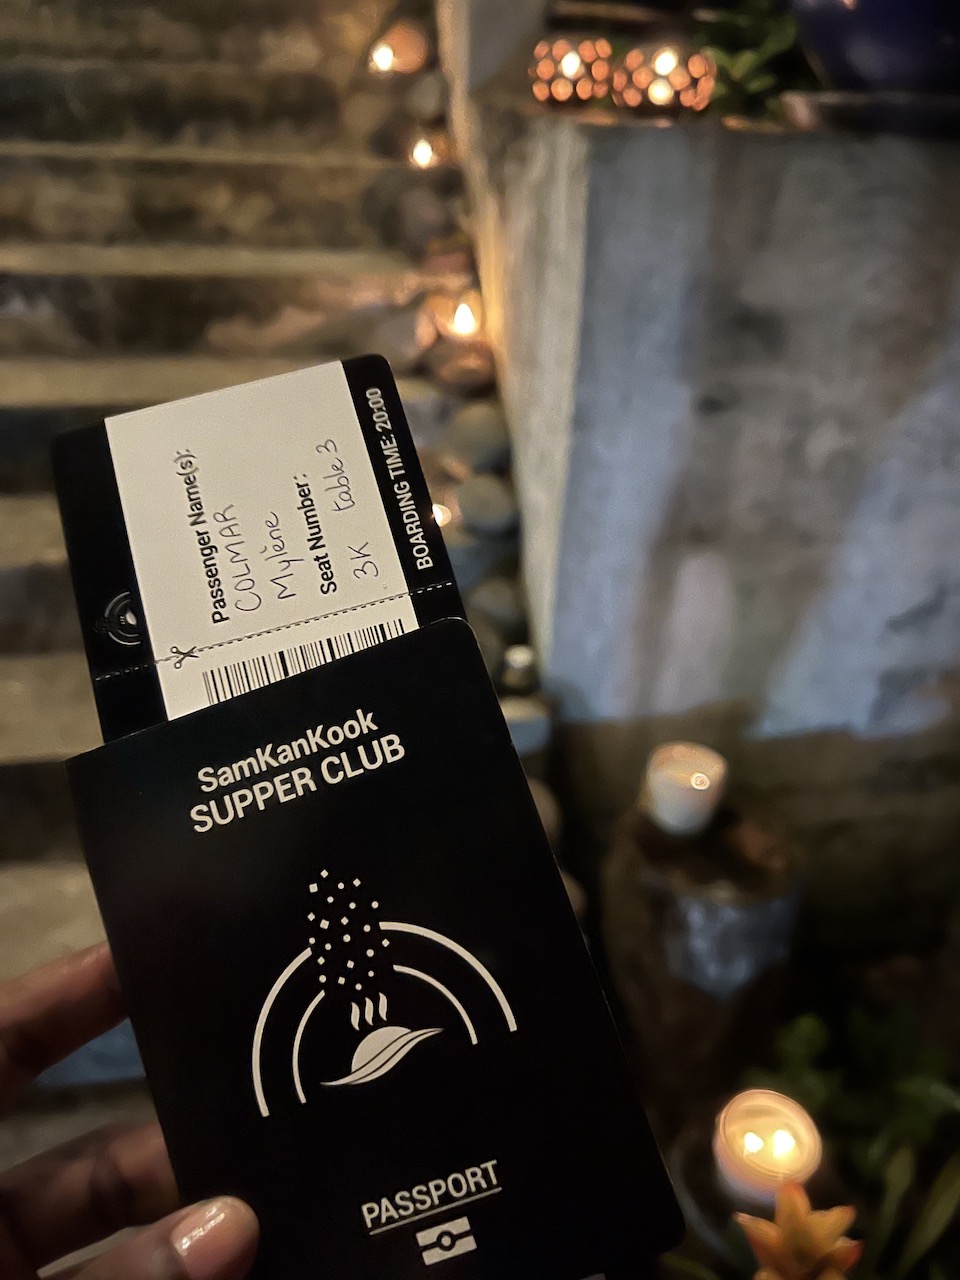 Passenger Name(s):
COLMAR
Mylène
Seat Number:
3K table 3
BOARDING TIME: 20:00
SamKanKook
SUPPER CLUB
PASSPORT